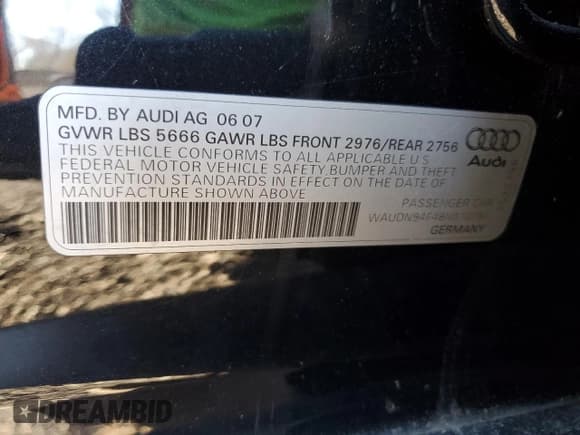 MFD. BY AUDI AG 06 07
GVWR LBS 5666 GAWR LBS FRONT 2976/REAR 2756
THIS VEHICLE CONFORMS TO ALL APPLICABLE U S
FEDERAL MOTOR VEHICLE SAFETY, BUMPER AND THEFT
PREVENTION STANDARDS IN EFFECT ON THE DATE OF
MANUFACTURE SHOWN ABOVE
Audi
PASSENGER CAR
GERMANY
DREAMBID